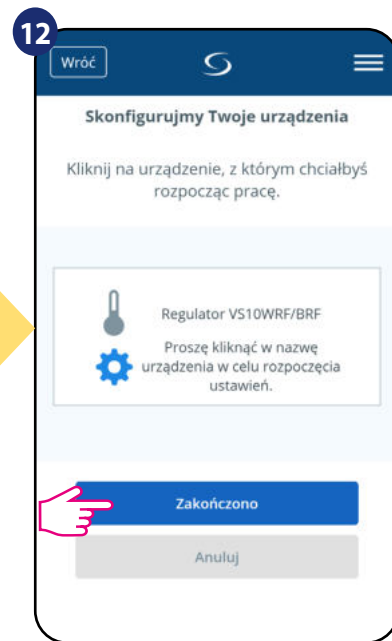 12
Wróć
Skonfigurujmy Twoje urządzenia
Kliknij na urządzenie, z którym chciałbyś
rozpocząc pracę.
Regulator VS10WRF/BRF
Proszę kliknąć w nazwę
urządzenia w celu rozpoczęcia
ustawień.
Zakończono
Anuluj